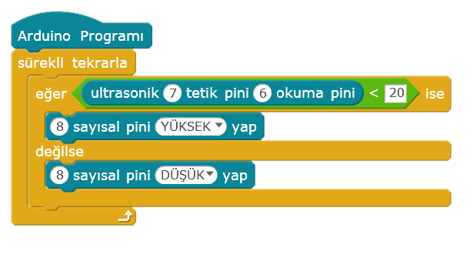 Arduino Programı
sürekli tekrarla
eğer ultrasonik 7 tetik pini 6 okuma pini < 20 ise
8 sayısal pini YÜKSEK yap
değilse
8 sayısal pini DÜŞÜK yap